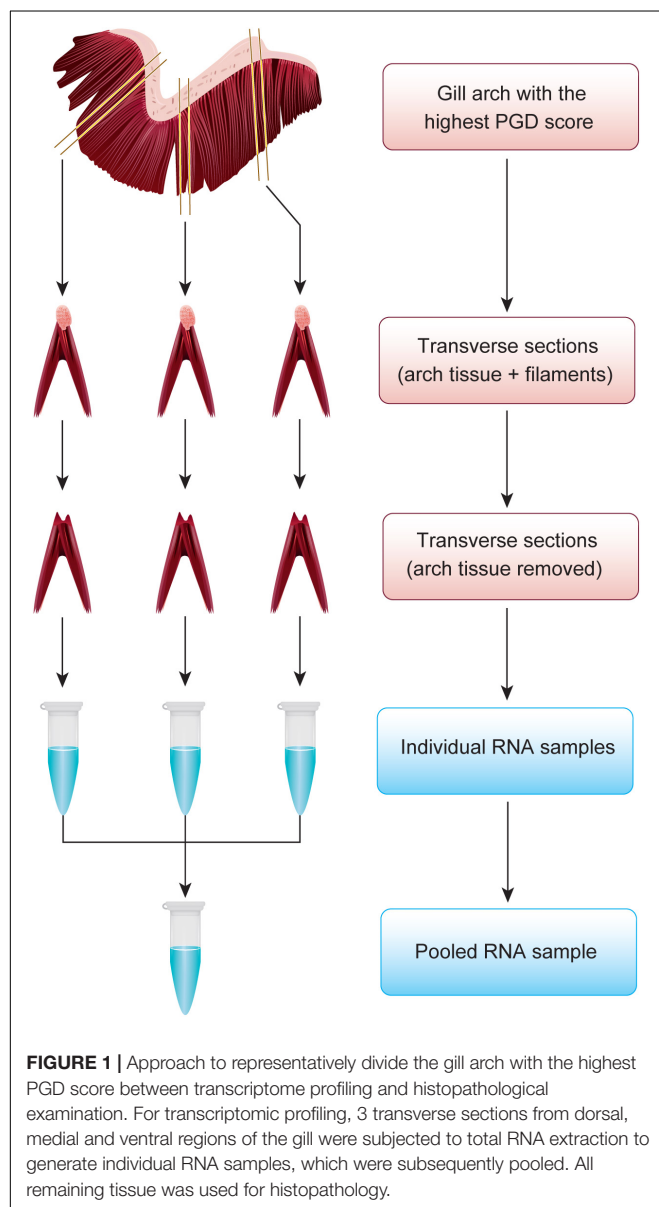 Gill arch with the
highest PGD score
Transverse sections
(arch tissue + filaments)
Transverse sections
(arch tissue removed)
Individual RNA samples
Pooled RNA sample
FIGURE 1 | Approach to representatively divide the gill arch with the highest
PGD score between transcriptome profiling and histopathological
examination. For transcriptomic profiling, 3 transverse sections from dorsal,
medial and ventral regions of the gill were subjected to total RNA extraction to
generate individual RNA samples, which were subsequently pooled. All
remaining tissue was used for histopathology.